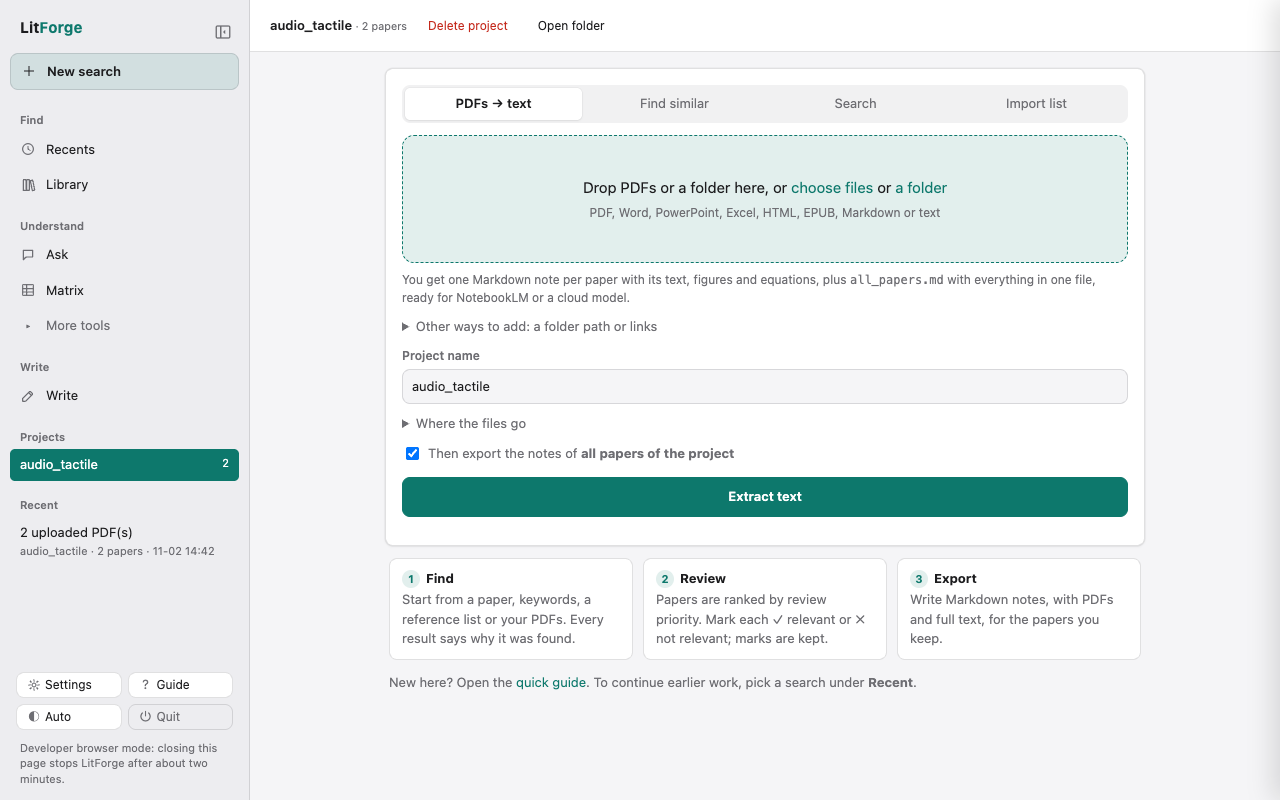 LitForge
New search
Find
Recents
Library
Understand
Ask
Matrix
More tools
Write
Write
Projects
audio_tactile 2
Recent
2 uploaded PDF(s)
audio_tactile · 2 papers · 11-02 14:42
Settings
? Guide
Auto
Quit
Developer browser mode: closing this
page stops LitForge after about two
minutes.
audio_tactile · 2 papers Delete project Open folder
PDFs → text Find similar Search Import list
Drop PDFs or a folder here, or choose files or a folder
PDF, Word, PowerPoint, Excel, HTML, EPUB, Markdown or text
You get one Markdown note per paper with its text, figures and equations, plus all_papers.md with everything in one file,
ready for NotebookLM or a cloud model.
Other ways to add: a folder path or links
Project name
audio_tactile
Where the files go
Then export the notes of all papers of the project
Extract text
1 Find
Start from a paper, keywords, a
reference list or your PDFs. Every
result says why it was found.
2 Review
Papers are ranked by review
priority. Mark each ✓ relevant or ✕
not relevant; marks are kept.
3 Export
Write Markdown notes, with PDFs
and full text, for the papers you
keep.
New here? Open the quick guide. To continue earlier work, pick a search under Recent.